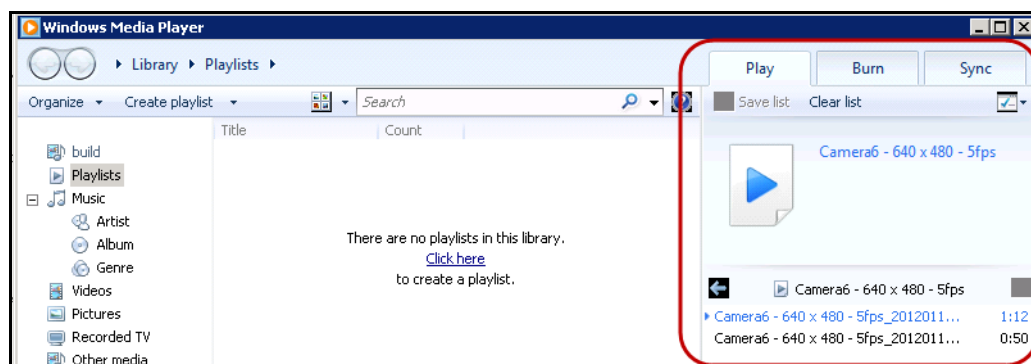 Windows Media Player
Library Playlists
Play Burn Sync
Organize Create playlist Search
Save list Clear list
Title Count
build
Playlists
Music
Artist
Album
Genre
Videos
Pictures
Recorded TV
Other media
There are no playlists in this library.
Click here
to create a playlist.
Camera6 - 640 x 480 - 5fps
Camera6 - 640 x 480 - 5fps
Camera6 - 640 x 480 - 5fps_2012011... 1:12
Camera6 - 640 x 480 - 5fps_2012011... 0:50